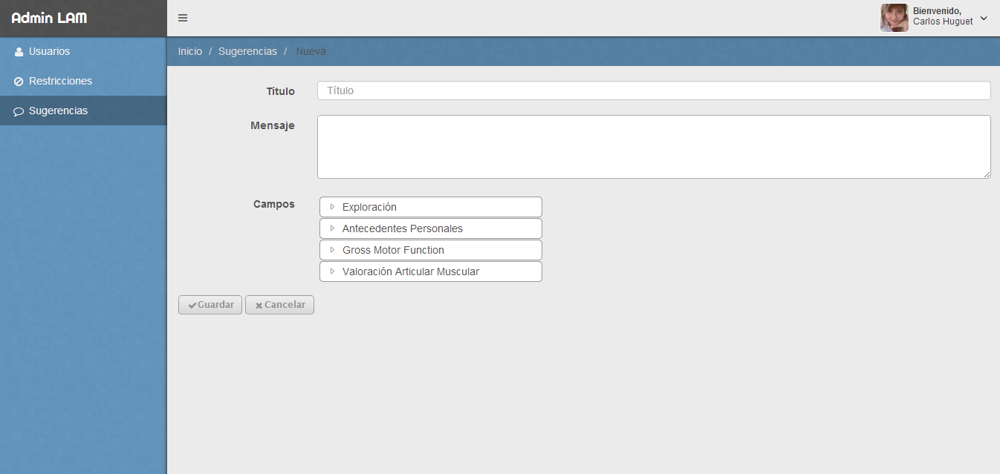 Admin LAM
Bienvenido,
Carlos Huguet
Usuarios
Restricciones
Sugerencias
Inicio / Sugerencias / Nueva
Título
Título
Mensaje
Campos
Exploración
Antecedentes Personales
Gross Motor Function
Valoración Articular Muscular
Guardar
Cancelar